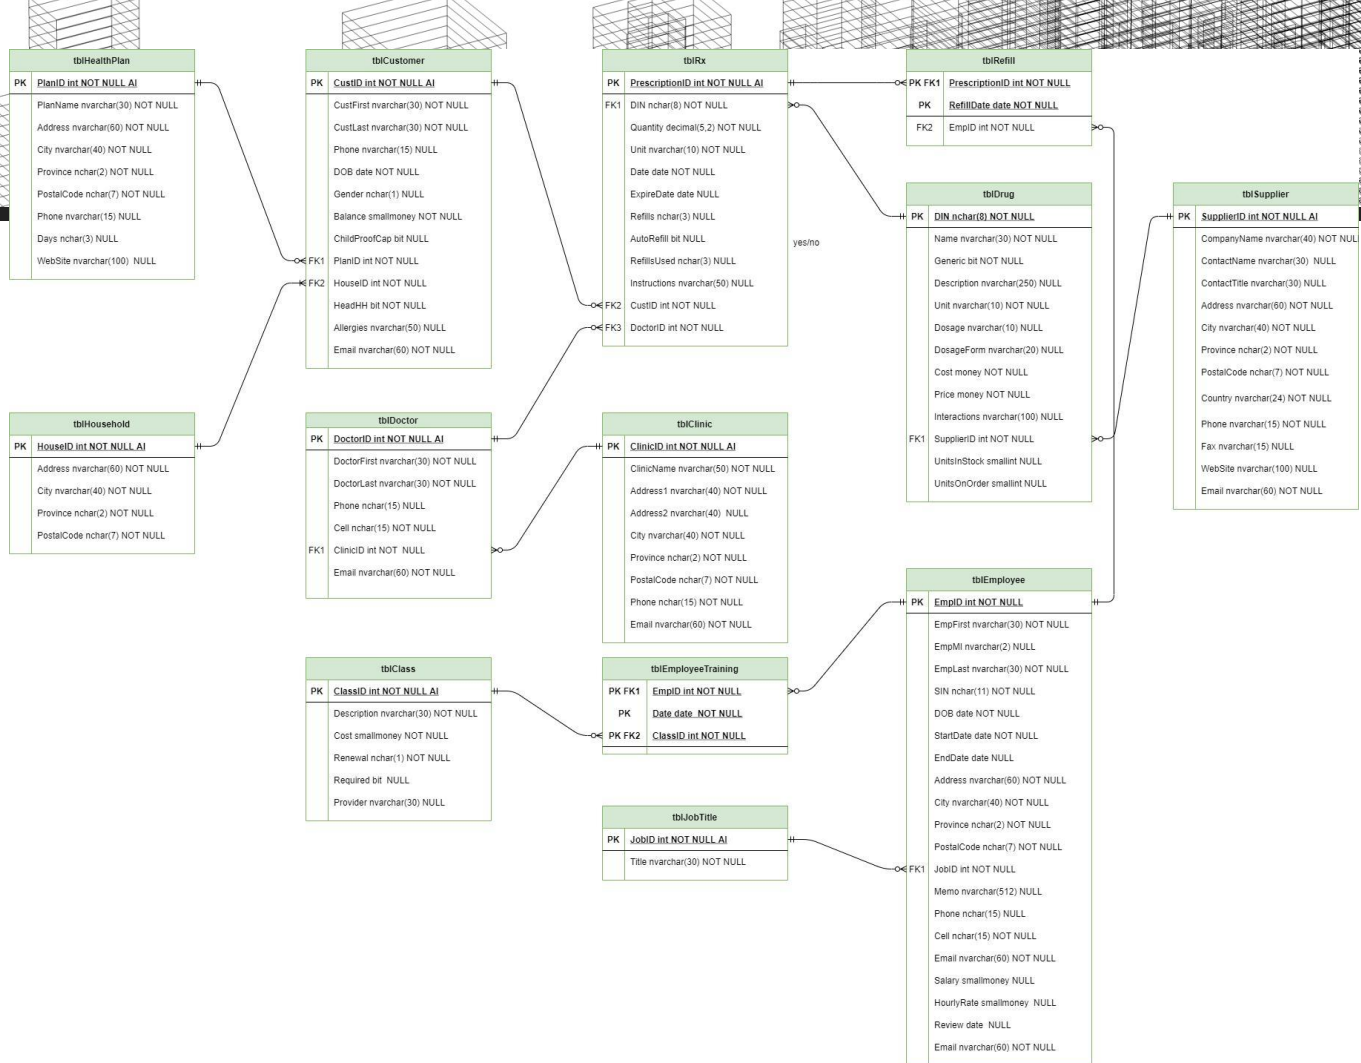 tblHealthPlan
PK PlanID int NOT NULL AI
PlanName nvarchar(30) NOT NULL
Address nvarchar(60) NOT NULL
City nvarchar(40) NOT NULL
Province nchar(2) NOT NULL
PostalCode nchar(7) NOT NULL
Phone nvarchar(15) NULL
Days nchar(3) NULL
WebSite nvarchar(100) NULL
tblCustomer
PK CustID int NOT NULL AI
CustFirst nvarchar(30) NOT NULL
CustLast nvarchar(30) NOT NULL
Phone nvarchar(15) NULL
DOB date NOT NULL
Gender nchar(1) NOT NULL
Balance smallmoney NOT NULL
ChildProofCap bit NULL
FK1 PlanID int NOT NULL
FK2 HouseID int NOT NULL
HeadHH bit NOT NULL
Allergies nvarchar(50) NULL
Email nvarchar(60) NOT NULL
tblRx
PK PrescriptionID int NOT NULL AI
FK1 DIN nchar(8) NOT NULL
Quantity decimal(5,2) NOT NULL
Unit nvarchar(10) NOT NULL
Date date NOT NULL
ExpireDate date NULL
Refills nchar(3) NULL
AutoRefill bit NULL
yes/no
RefillsUsed nchar(3) NULL
Instructions nvarchar(50) NULL
FK2 CustID int NOT NULL
FK3 DoctorID int NOT NULL
tblRefill
PK FK1 PrescriptionID int NOT NULL
PK RefillDate date NOT NULL
FK2 EmpID int NOT NULL
tblDrug
PK DIN nchar(8) NOT NULL
Name nvarchar(30) NOT NULL
Generic bit NOT NULL
Description nvarchar(250) NOT NULL
Unit nvarchar(10) NOT NULL
Dosage nvarchar(10) NULL
DosageForm nvarchar(20) NULL
Cost money NOT NULL
Price money NOT NULL
Interactions nvarchar(100) NULL
FK1 SupplierID int NOT NULL
UnitsInStock smallint NULL
UnitsOnOrder smallint NULL
tblSupplier
PK SupplierID int NOT NULL AI
CompanyName nvarchar(40) NOT NUL
ContactName nvarchar(30) NULL
ContactTitle nvarchar(30) NULL
Address nvarchar(60) NOT NULL
City nvarchar(40) NOT NULL
Province nchar(2) NOT NULL
PostalCode nchar(7) NOT NULL
Country nvarchar(24) NOT NULL
Phone nvarchar(15) NOT NULL
Fax nvarchar(15) NULL
WebSite nvarchar(100) NULL
Email nvarchar(60) NOT NULL
tblHousehold
PK HouseID int NOT NULL AI
Address nvarchar(60) NOT NULL
City nvarchar(40) NOT NULL
Province nchar(2) NOT NULL
PostalCode nchar(7) NOT NULL
tblDoctor
PK DoctorID int NOT NULL AI
DoctorFirst nvarchar(30) NOT NULL
DoctorLast nvarchar(30) NOT NULL
Phone nchar(15) NULL
Cell nchar(15) NOT NULL
FK1 ClinicID int NOT NULL
Email nvarchar(60) NOT NULL
tblClinic
PK ClinicID int NOT NULL AI
ClinicName nvarchar(50) NOT NULL
Address1 nvarchar(40) NOT NULL
Address2 nvarchar(40) NULL
City nvarchar(40) NOT NULL
Province nchar(2) NOT NULL
PostalCode nchar(7) NOT NULL
Phone nchar(15) NOT NULL
Email nvarchar(60) NOT NULL
tblClass
PK ClassID int NOT NULL AI
Description nvarchar(30) NOT NULL
Cost smallmoney NOT NULL
Renewal nchar(1) NOT NULL
Required bit NULL
Provider nvarchar(30) NULL
tblEmployeeTraining
PK FK1 EmpID int NOT NULL
PK Date date NOT NULL
PK FK2 ClassID int NOT NULL
tblJobTitle
PK JobID int NOT NULL AI
Title nvarchar(30) NOT NULL
tblEmployee
PK EmpID int NOT NULL
EmpFirst nvarchar(30) NOT NULL
EmpMI nvarchar(2) NULL
EmpLast nvarchar(30) NOT NULL
SIN nchar(11) NOT NULL
DOB date NOT NULL
StartDate date NOT NULL
EndDate date NULL
Address nvarchar(60) NOT NULL
City nvarchar(40) NOT NULL
Province nchar(2) NOT NULL
PostalCode nchar(7) NOT NULL
FK1 JobID int NOT NULL
Memo nvarchar(512) NULL
Phone nchar(15) NULL
Cell nchar(15) NOT NULL
Email nvarchar(60) NOT NULL
Salary smallmoney NULL
HourlyRate smallmoney NULL
Review date NULL
Email nvarchar(60) NOT NULL